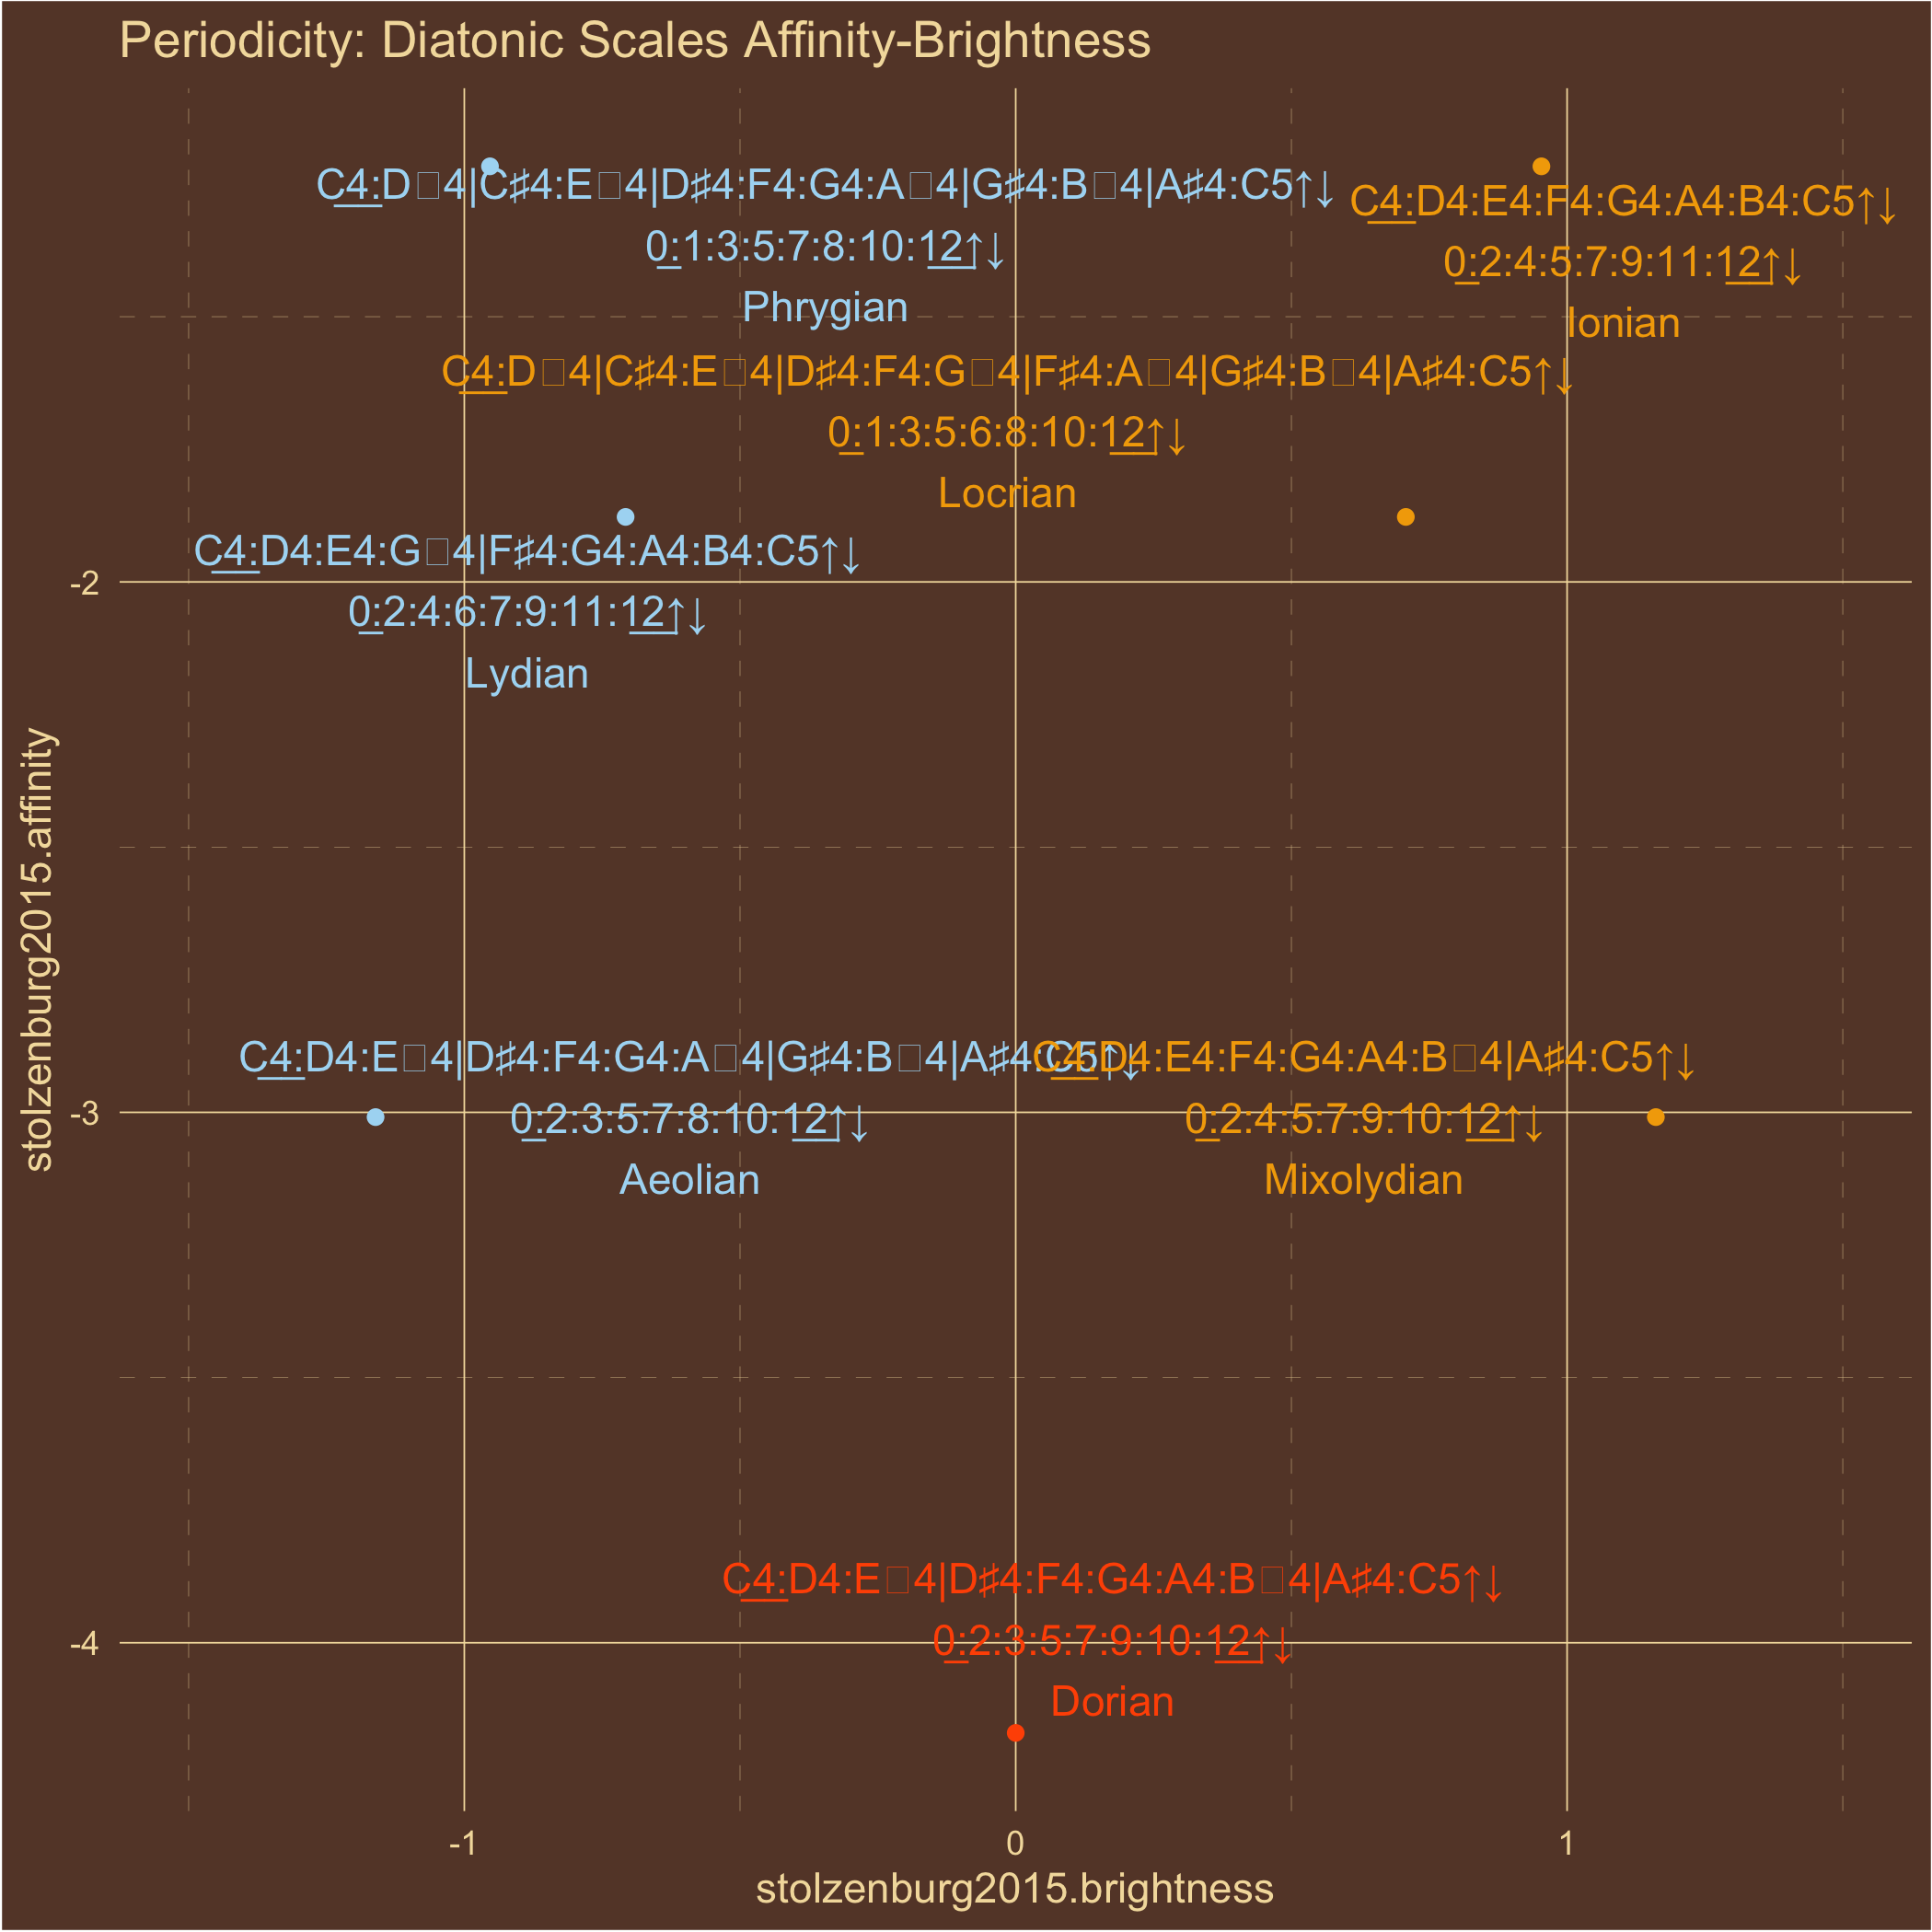 Periodicity: Diatonic Scales Affinity-Brightness
C4:D□4|C♯4:E□4|D♯4:F4:G4:A□4|G♯4:B□4|A♯4:C5↑↓
0:1:3:5:7:8:10:12↑↓
Phrygian
C4:D4:E4:F4:G4:A4:B4:C5↑↓
0:2:4:5:7:9:11:12↑↓
Ionian
C4:D□4|C♯4:E□4|D♯4:F4:G□4|F♯4:A□4|G♯4:B□4|A♯4:C5↑↓
0:1:3:5:6:8:10:12↑↓
Locrian
C4:D4:E4:G□4|F♯4:G4:A4:B4:C5↑↓
0:2:4:6:7:9:11:12↑↓
Lydian
C4:D4:E□4|D♯4:F4:G4:A□4|G♯4:B□4|A♯4:C5↑↓
0:2:3:5:7:8:10:12↑↓
Aeolian
C4:D4:E4:F4:G4:A4:B□4|A♯4:C5↑↓
0:2:4:5:7:9:10:12↑↓
Mixolydian
C4:D4:E□4|D♯4:F4:G4:A4:B□4|A♯4:C5↑↓
0:2:3:5:7:9:10:12↑↓
Dorian
-2
-3
-4
stolzenburg2015.affinity
-1
0
1
stolzenburg2015.brightness